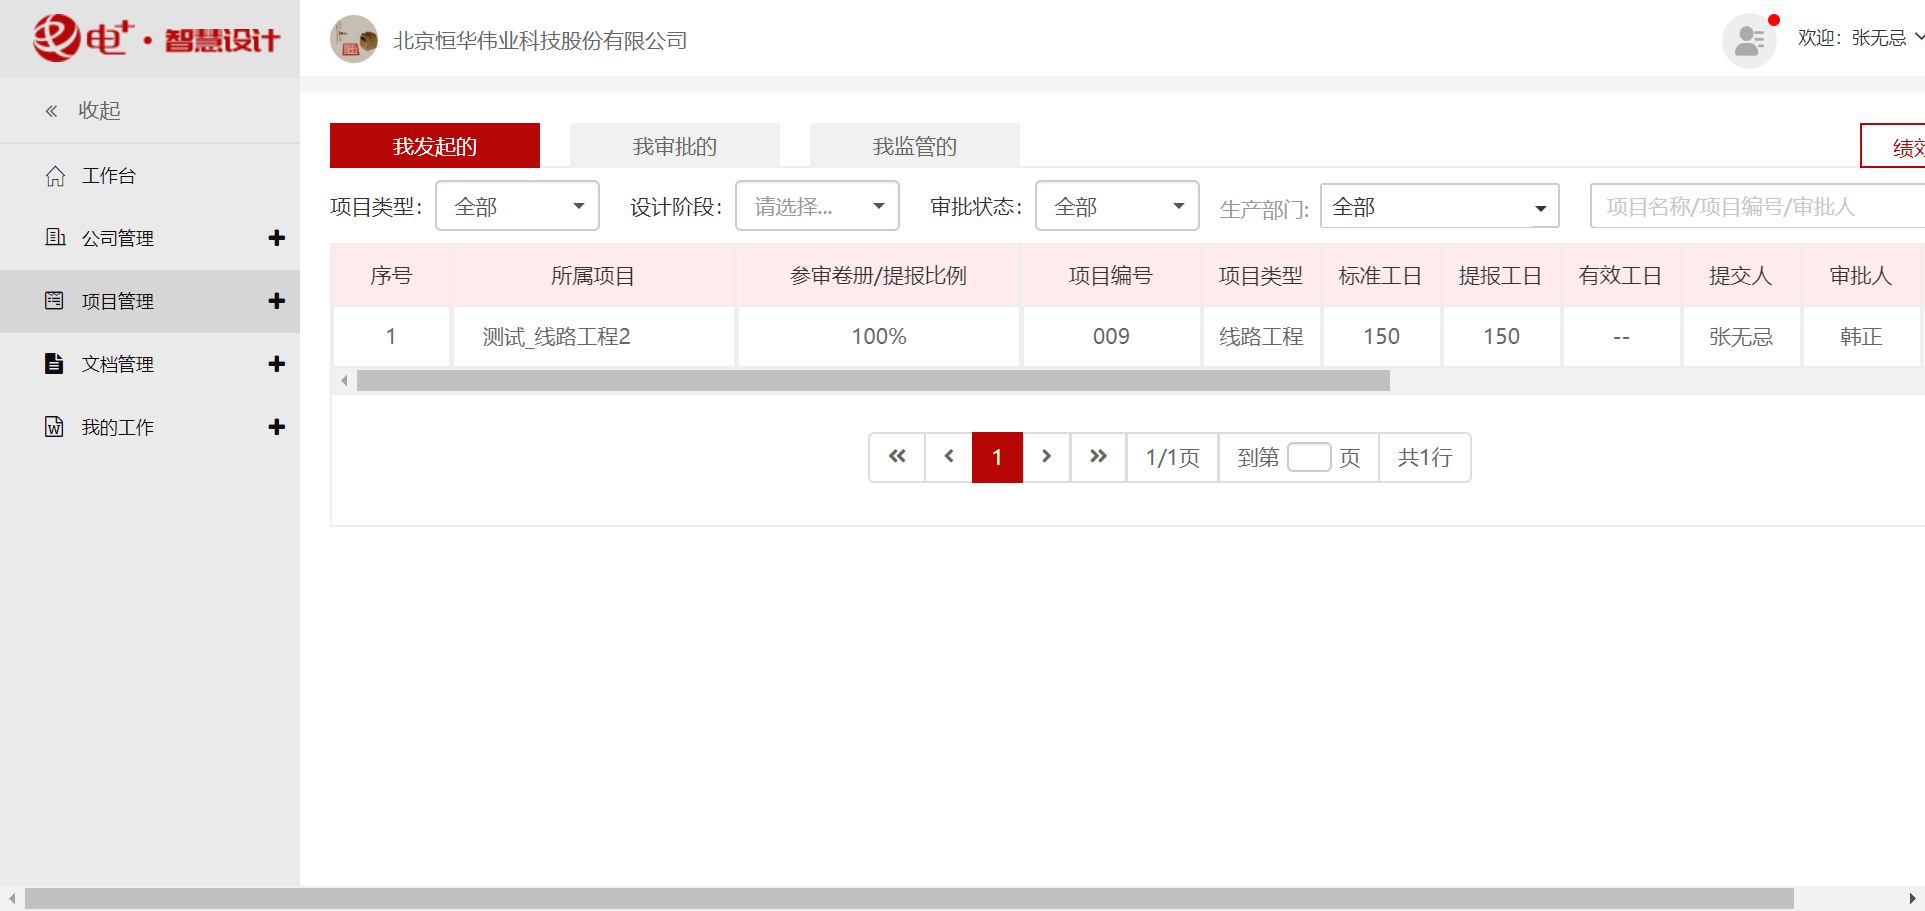 电+·智慧设计
北京恒华伟业科技股份有限公司
欢迎：张无忌
收起
工作台
公司管理
项目管理
文档管理
我的工作
我发起的 我审批的 我监管的 绩效
项目类型： 全部 设计阶段： 请选择... 审批状态： 全部 生产部门: 全部 项目名称/项目编号/审批人
序号 所属项目 参审卷册/提报比例 项目编号 项目类型 标准工日 提报工日 有效工日 提交人 审批人
1 测试_线路工程2 100% 009 线路工程 150 150 -- 张无忌 韩正
1 1/1页 到第 页 共1行